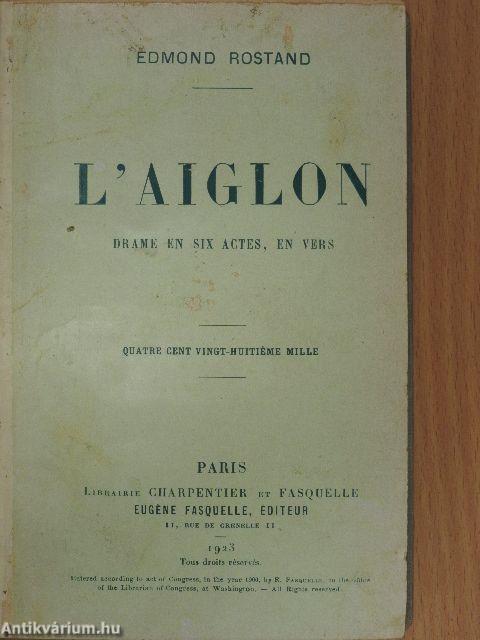 EDMOND ROSTAND
L'AIGLON
DRAME EN SIX ACTES, EN VERS
QUATRE CENT VINGT-HUITIÈME MILLE
PARIS
LIBRAIRIE CHARPENTIER ET FASQUELLE
EUGÈNE FASQUELLE, ÉDITEUR
11, RUE DE GRENELLE 11
1923
Tous droits réservés.
Entered according to act of Congress, in the year 1900, by E. FASQUELLE, in the office
of the Librarian of Congress, at Washington. — All Rights reserved.
Antikvárium.hu